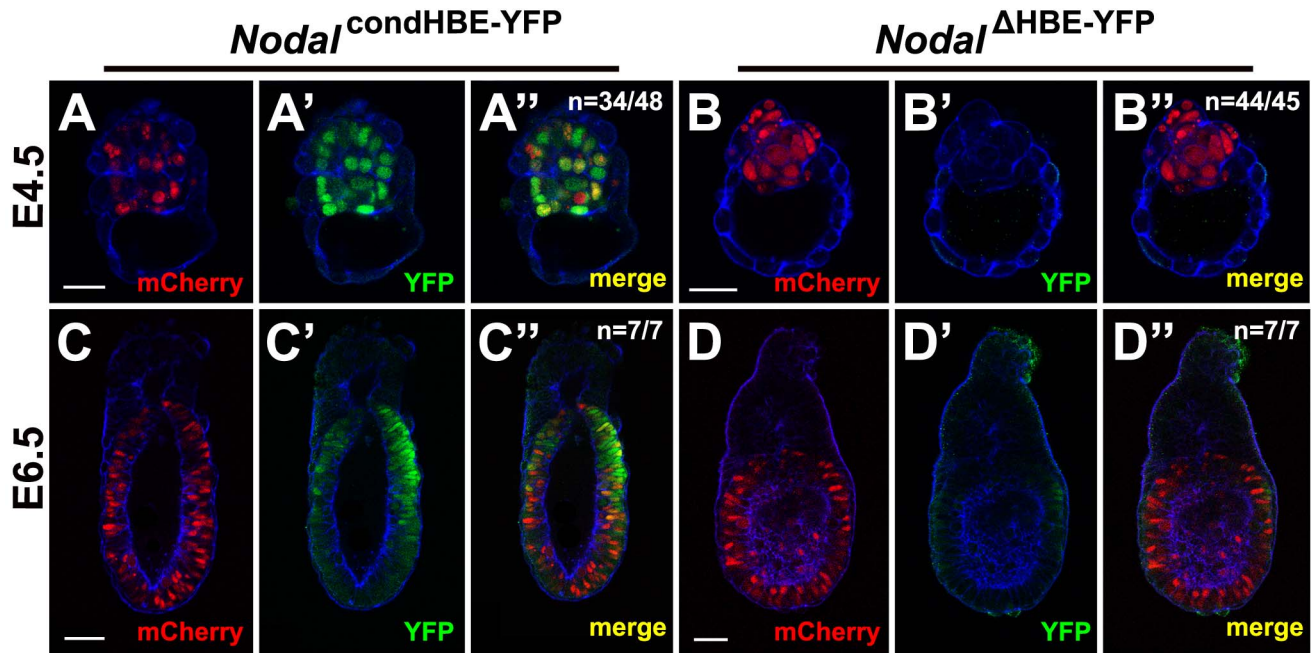 Nodal condHBE-YFP
Nodal ΔHBE-YFP
E4.5
A
mCherry
A’
YFP
A’’ n=34/48
merge
B
mCherry
B’
YFP
B’’ n=44/45
merge
E6.5
C
mCherry
C’
YFP
C’’ n=7/7
merge
D
mCherry
D’
YFP
D’’ n=7/7
merge